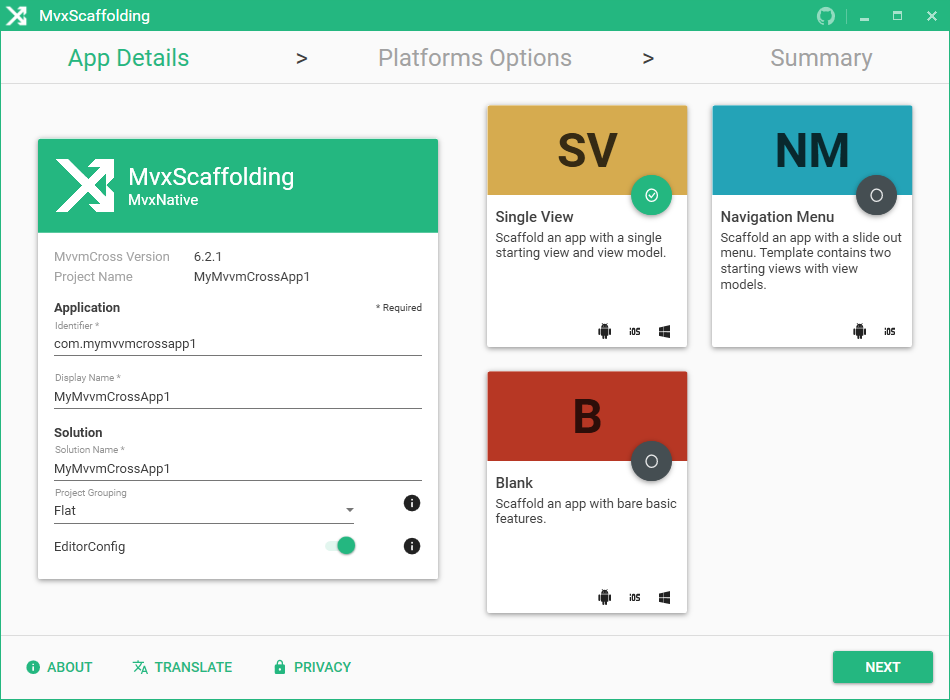 MvxScaffolding
App Details > Platforms Options > Summary
MvxScaffolding
MvxNative
MvvmCross Version 6.2.1
Project Name MyMvvmCrossApp1
Application * Required
Identifier *
com.mymvvmcrossapp1
Display Name *
MyMvvmCrossApp1
Solution
Solution Name *
MyMvvmCrossApp1
Project Grouping
Flat
EditorConfig
SV
Single View
Scaffold an app with a single
starting view and view model.
iOS
NM
Navigation Menu
Scaffold an app with a slide out
menu. Template contains two
starting views with view
models.
iOS
B
Blank
Scaffold an app with bare basic
features.
iOS
ABOUT TRANSLATE PRIVACY NEXT